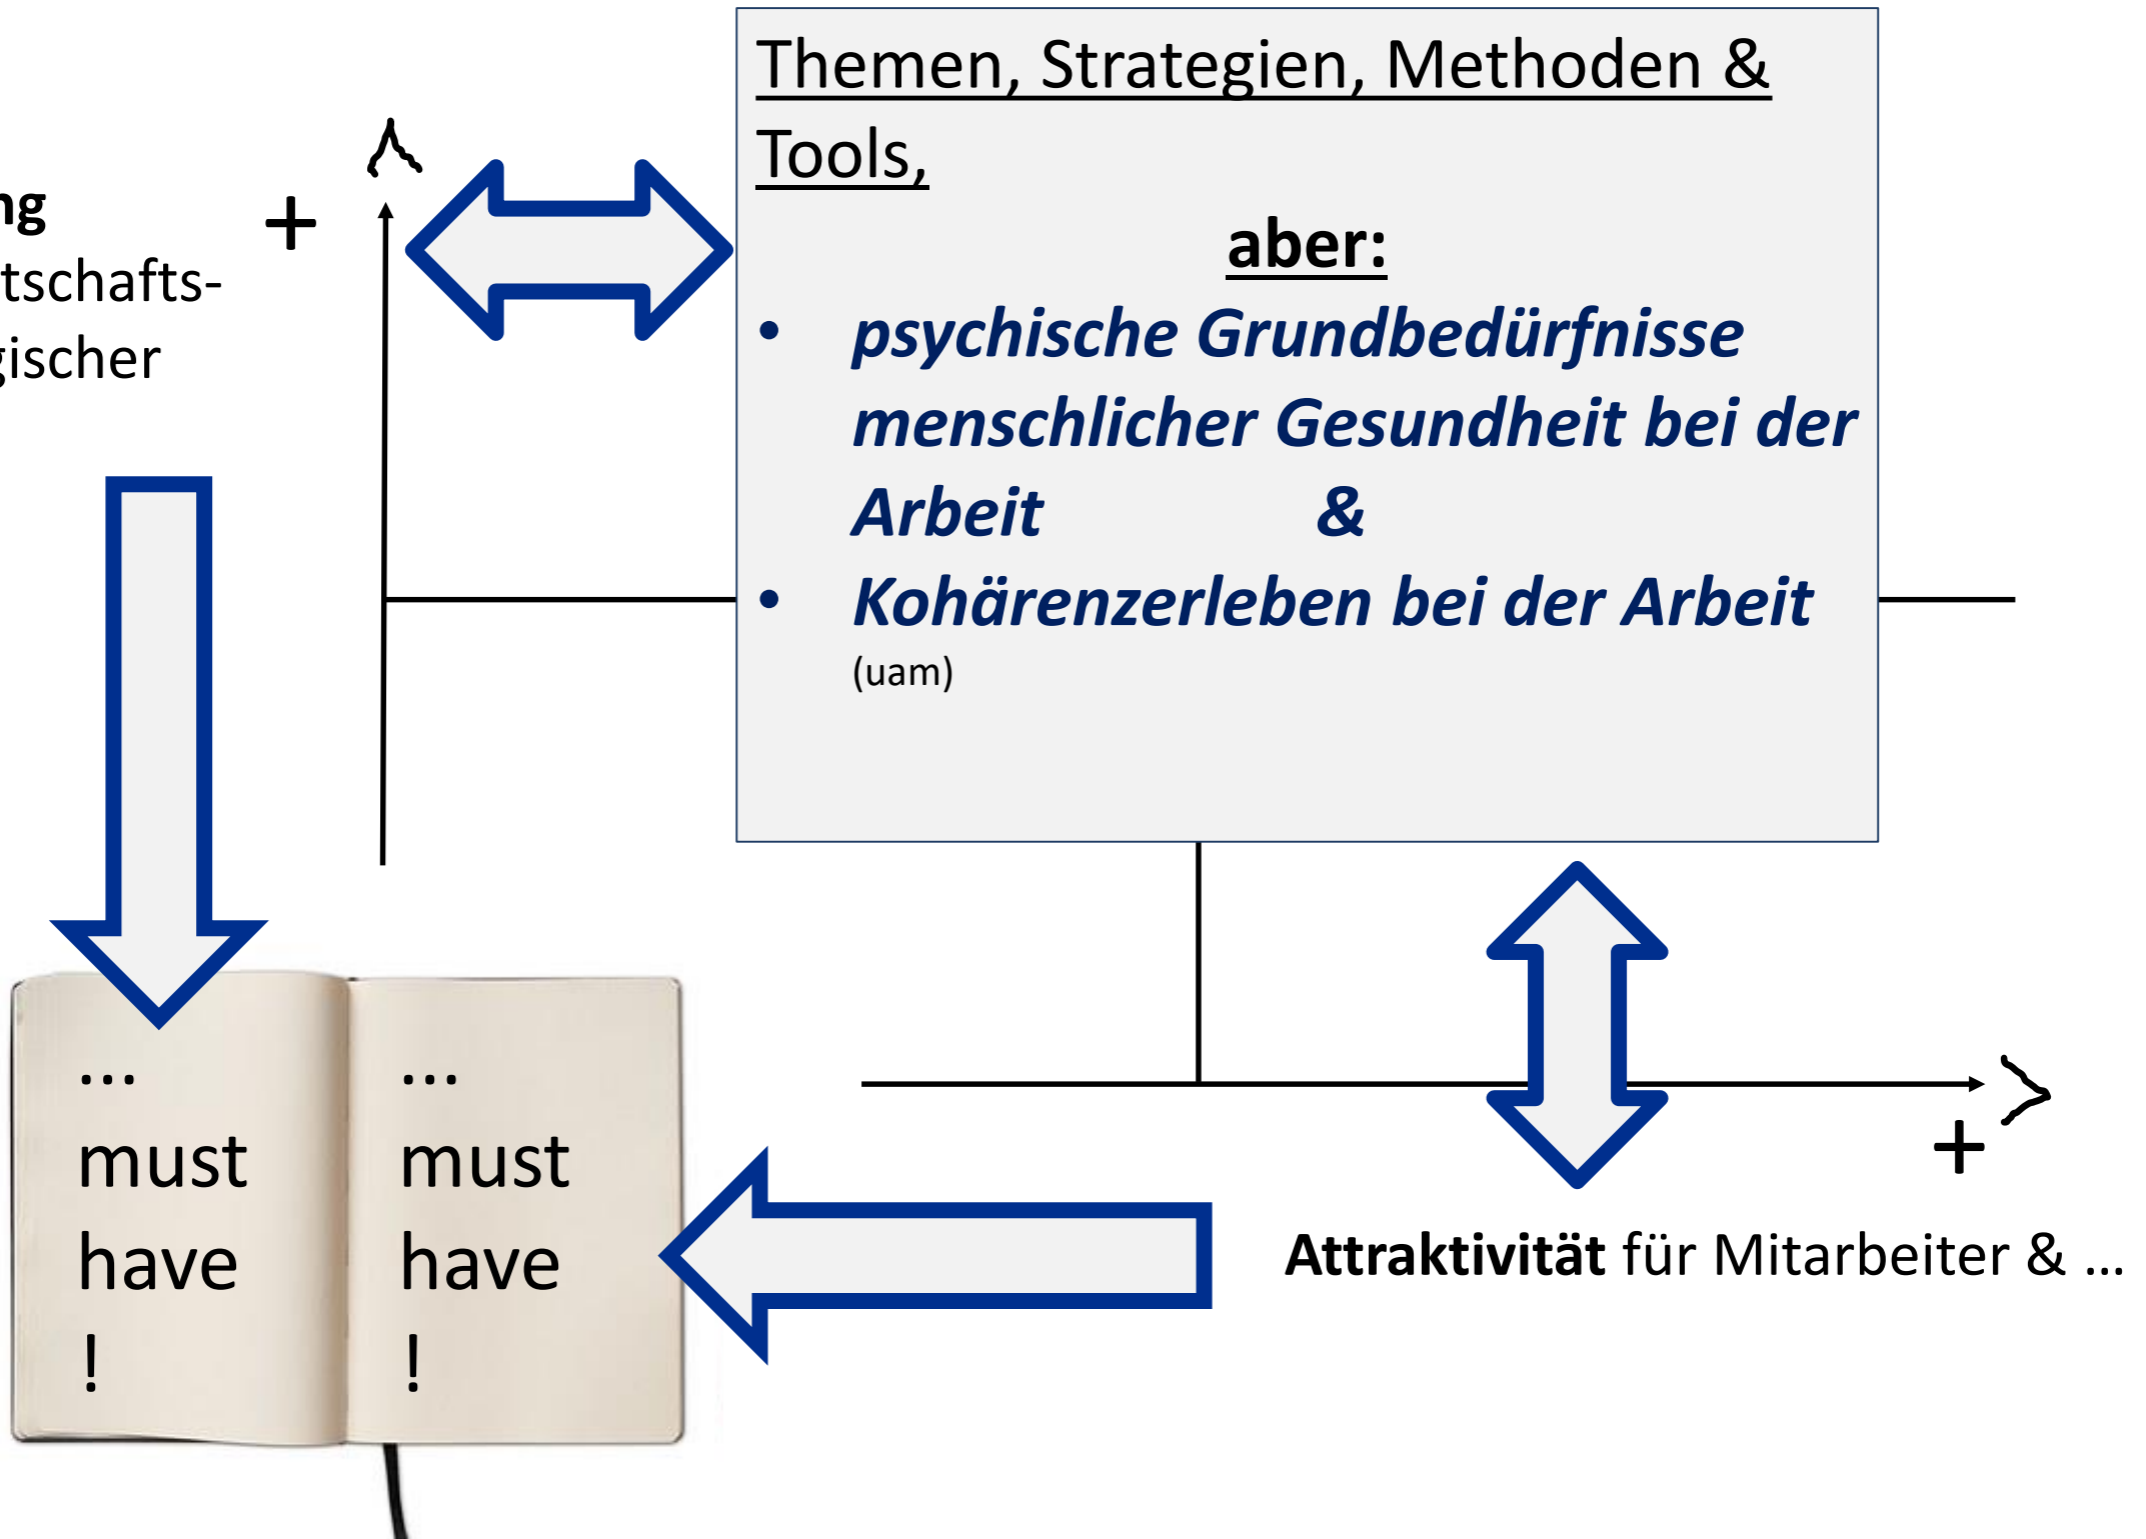 Themen, Strategien, Methoden &
Tools,
aber:
• psychische Grundbedürfnisse
menschlicher Gesundheit bei der
Arbeit &
• Kohärenzerleben bei der Arbeit
(uam)
ng
tschafts-
gischer
+
…
must
have
!
…
must
have
!
+
Attraktivität für Mitarbeiter & …